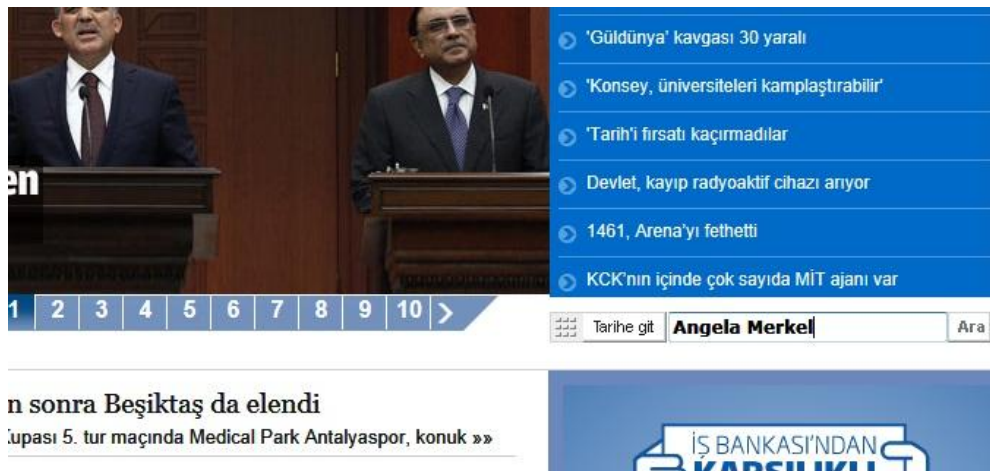 en
1 2 3 4 5 6 7 8 9 10
'Güldünya' kavgası 30 yaralı
'Konsey, üniversiteleri kamplaştırabilir'
'Tarih'i fırsatı kaçırmadılar
Devlet, kayıp radyoaktif cihazı arıyor
1461, Arena'yı fethetti
KCK'nın içinde çok sayıda MİT ajanı var
Tarihe git Angela Merkel Ara
n sonra Beşiktaş da elendi
Kupası 5. tur maçında Medical Park Antalyaspor, konuk »»
İŞ BANKASI'NDAN
KARŞILIKLI